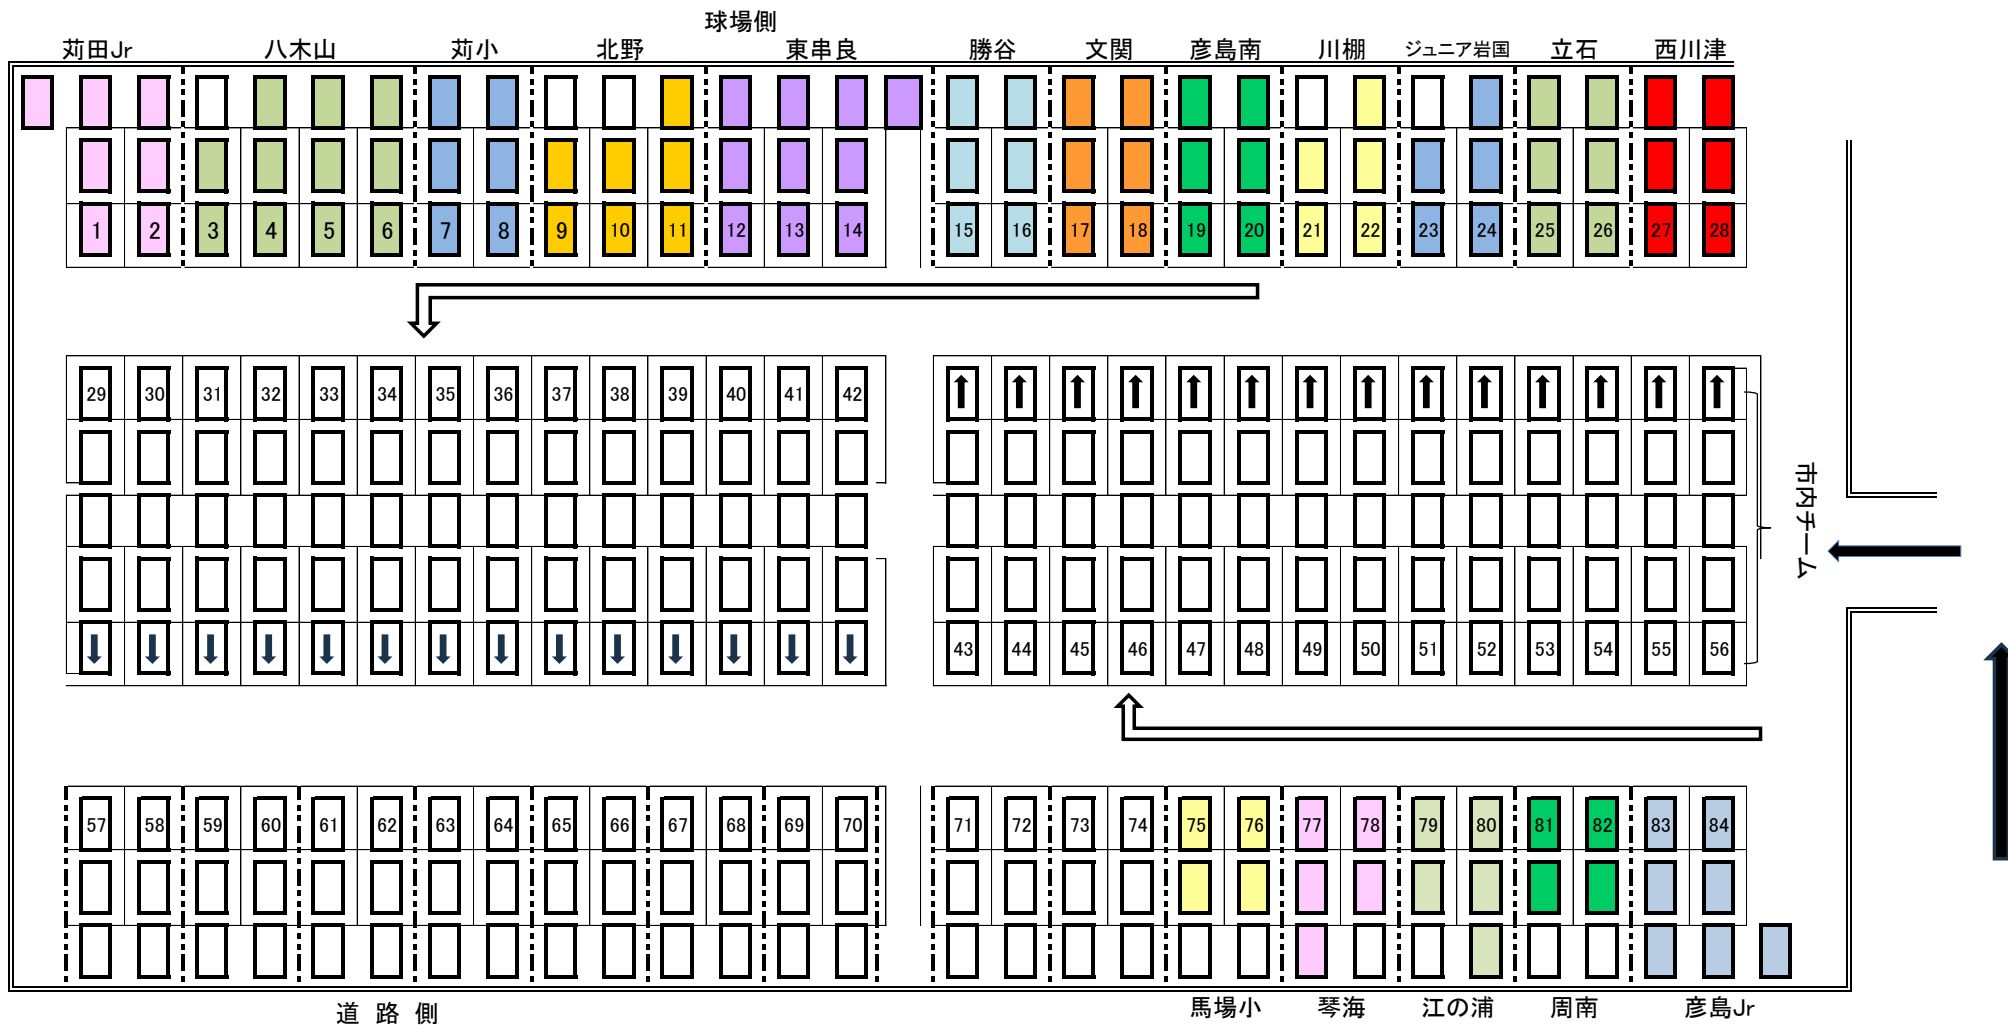 球場側
苅田Jr 八木山 苅小 北野 東串良 勝谷 文関 彦島南 川棚 ジュニア岩国 立石 西川津
1 2 3 4 5 6 7 8 9 10 11 12 13 14 15 16 17 18 19 20 21 22 23 24 25 26 27 28
29 30 31 32 33 34 35 36 37 38 39 40 41 42
市内チーム
43 44 45 46 47 48 49 50 51 52 53 54 55 56
57 58 59 60 61 62 63 64 65 66 67 68 69 70 71 72 73 74 75 76 77 78 79 80 81 82 83 84
道 路 側 馬場小 琴海 江の浦 周南 彦島Jr